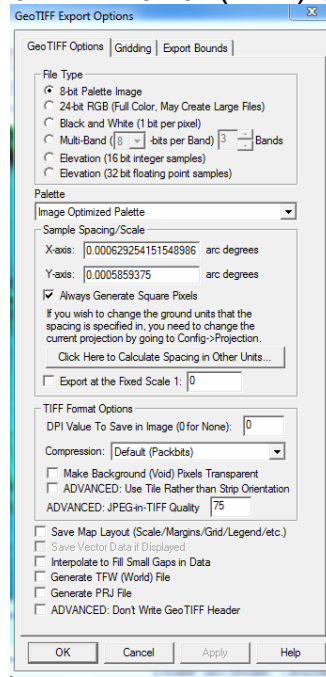 GeoTIFF Export Options
GeoTIFF Options Gridding Export Bounds
File Type
8-bit Palette Image
24-bit RGB (Full Color, May Create Large Files)
Black and White (1 bit per pixel)
Multi-Band ( 8 -bits per Band) 3 Bands
Elevation (16 bit integer samples)
Elevation (32 bit floating point samples)
Palette
Image Optimized Palette
Sample Spacing/Scale
X-axis: 0.000629254151548986 arc degrees
Y-axis: 0.0005859375 arc degrees
Always Generate Square Pixels
If you wish to change the ground units that the
spacing is specified in, you need to change the
current projection by going to Config->Projection.
Click Here to Calculate Spacing in Other Units...
Export at the Fixed Scale 1: 0
TIFF Format Options
DPI Value To Save in Image (0 for None): 0
Compression: Default (Packbits)
Make Background (Void) Pixels Transparent
ADVANCED: Use Tile Rather than Strip Orientation
ADVANCED: JPEG-in-TIFF Quality 75
Save Map Layout (Scale/Margins/Grid/Legend/etc.)
Save Vector Data if Displayed
Interpolate to Fill Small Gaps in Data
Generate TFW (World) File
Generate PRJ File
ADVANCED: Don't Write GeoTIFF Header
OK Cancel Apply Help